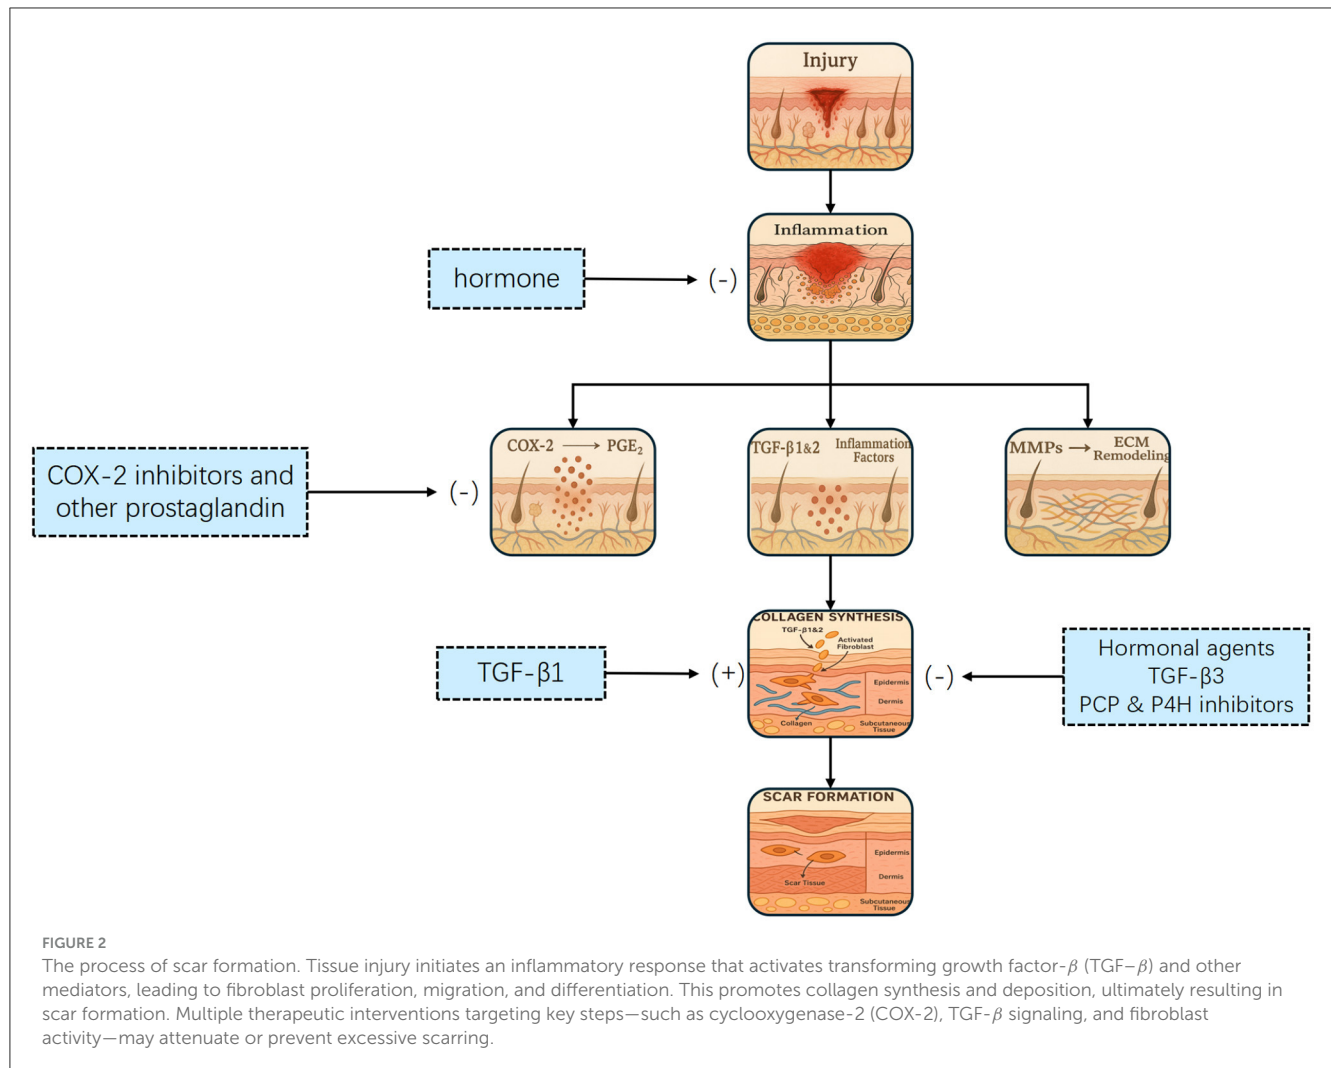 Injury
Inflammation
hormone
(-)
COX-2 → PGE₂
TGF-β1&2
Inflammation
Factors
MMPs → ECM
Remodeling
COX-2 inhibitors and
other prostaglandin
(-)
COLLAGEN SYNTHESIS
TGF-β1&2
Activated
Fibroblast
Epidermis
Dermis
Collagen
Subcutaneous
Tissue
TGF-β1
(+)
(-)
Hormonal agents
TGF-β3
PCP & P4H inhibitors
SCAR FORMATION
Epidermis
Dermis
Scar Tissue
Subcutaneous
Tissue
FIGURE 2
The process of scar formation. Tissue injury initiates an inflammatory response that activates transforming growth factor-β (TGF–β) and other
mediators, leading to fibroblast proliferation, migration, and differentiation. This promotes collagen synthesis and deposition, ultimately resulting in
scar formation. Multiple therapeutic interventions targeting key steps—such as cyclooxygenase-2 (COX-2), TGF-β signaling, and fibroblast
activity—may attenuate or prevent excessive scarring.